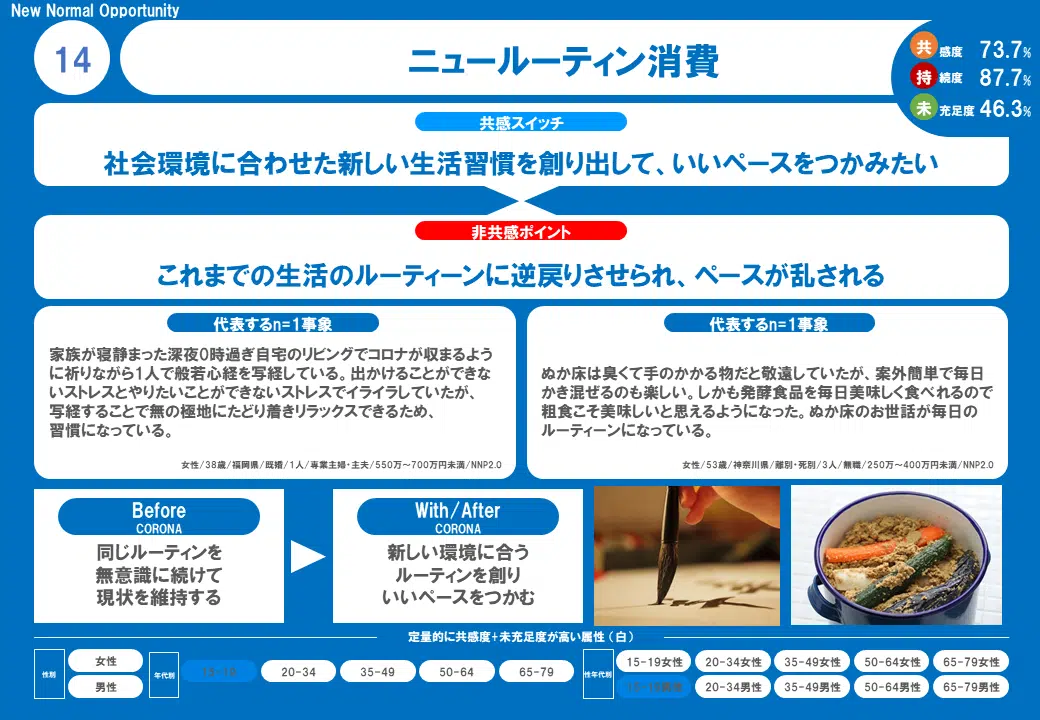 New Normal Opportunity
14
ニュールーティン消費
共 感度 73.7%
持 続度 87.7%
未 充足度 46.3%
共感スイッチ
社会環境に合わせた新しい生活習慣を創り出して、いいペースをつかみたい
非共感ポイント
これまでの生活のルーティーンに逆戻りさせられ、ペースが乱される
代表するn=1事象
家族が寝静まった深夜0時過ぎ自宅のリビングでコロナが収まるよう
に祈りながら1人で般若心経を写経している。出かけることができな
いストレスとやりたいことができないストレスでイライラしていたが、
写経することで無の極地にたどり着きリラックスできるため、
習慣になっている。
女性/38歳/福岡県/既婚/1人/専業主婦・主夫/550万～700万円未満/NNP2.0
代表するn=1事象
ぬか床は臭くて手のかかる物だと敬遠していたが、案外簡単で毎日
かき混ぜるのも楽しい。しかも発酵食品を毎日美味しく食べれるので
粗食こそ美味しいと思えるようになった。ぬか床のお世話が毎日の
ルーティーンになっている。
女性/53歳/神奈川県/離別・死別/3人/無職/250万～400万円未満/NNP2.0
Before
CORONA
同じルーティンを
無意識に続けて
現状を維持する
With/After
CORONA
新しい環境に合う
ルーティンを創り
いいペースをつかむ
定量的に共感度+未充足度が高い属性（白）
性別
女性
男性
年代別
15-19
20-34
35-49
50-64
65-79
性年代別
15-19女性
20-34女性
35-49女性
50-64女性
65-79女性
15-19男性
20-34男性
35-49男性
50-64男性
65-79男性